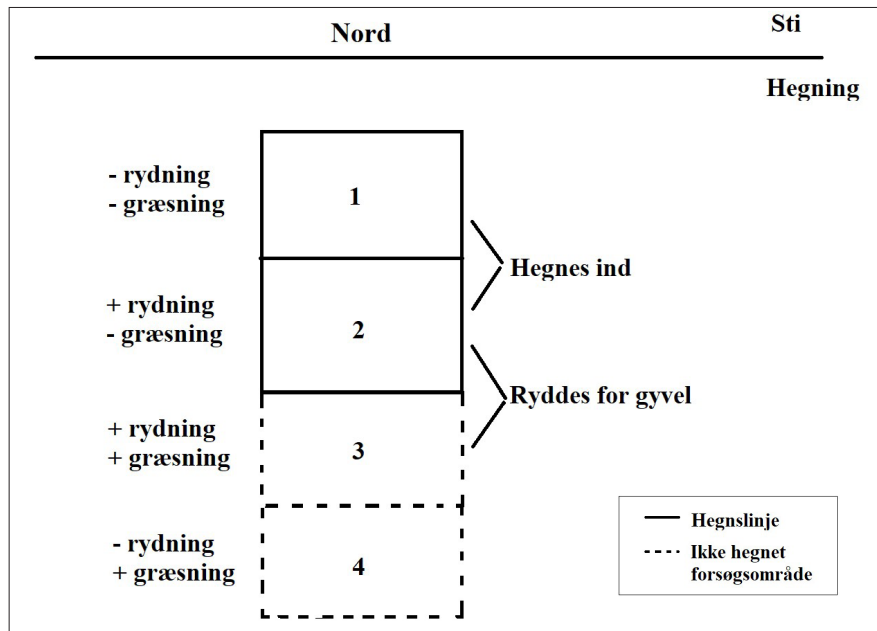 Nord
Sti
Hegning
- rydning
- græsning
1
Hegnes ind
+ rydning
- græsning
2
Ryddes for gyvel
+ rydning
+ græsning
3
- rydning
+ græsning
4
Hegnslinje
Ikke hegnet
forsøgsområde